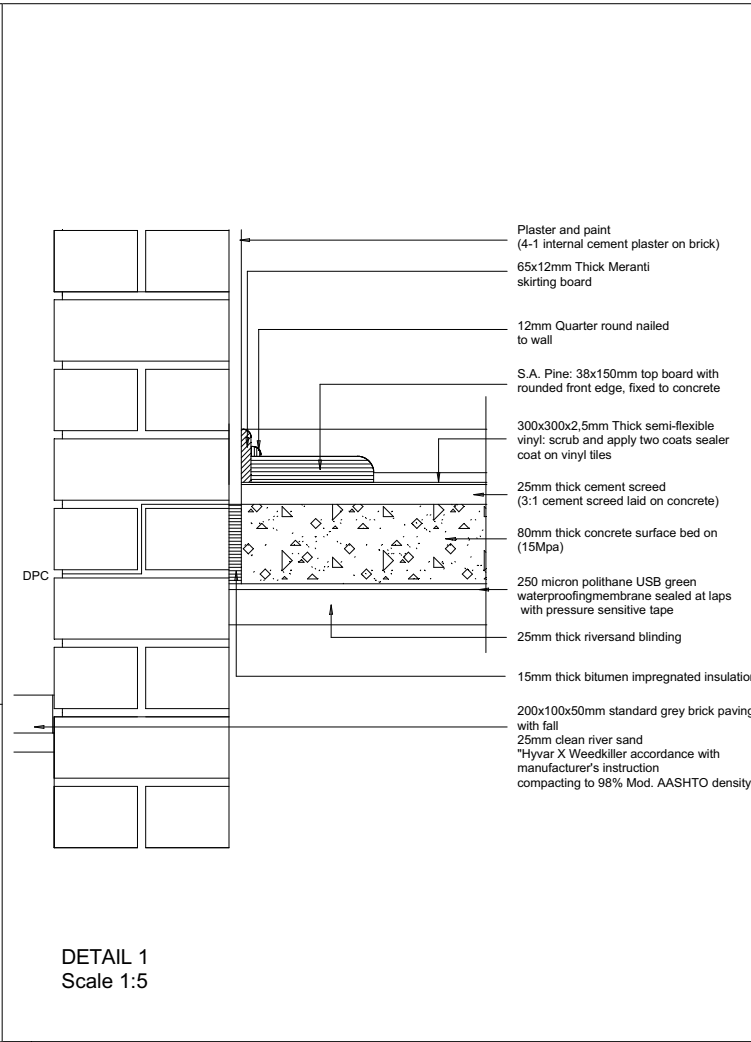 Plaster and paint
(4-1 internal cement plaster on brick)
65x12mm Thick Meranti
skirting board
12mm Quarter round nailed
to wall
S.A. Pine: 38x150mm top board with
rounded front edge, fixed to concrete
300x300x2,5mm Thick semi-flexible
vinyl: scrub and apply two coats sealer
coat on vinyl tiles
25mm thick cement screed
(3:1 cement screed laid on concrete)
80mm thick concrete surface bed on
(15Mpa)
DPC
250 micron polithane USB green
waterproofingmembrane sealed at laps
with pressure sensitive tape
25mm thick riversand blinding
15mm thick bitumen impregnated insulation
200x100x50mm standard grey brick paving
with fall
25mm clean river sand
"Hyvar X Weedkiller accordance with
manufacturer's instruction
compacting to 98% Mod. AASHTO density
DETAIL 1
Scale 1:5